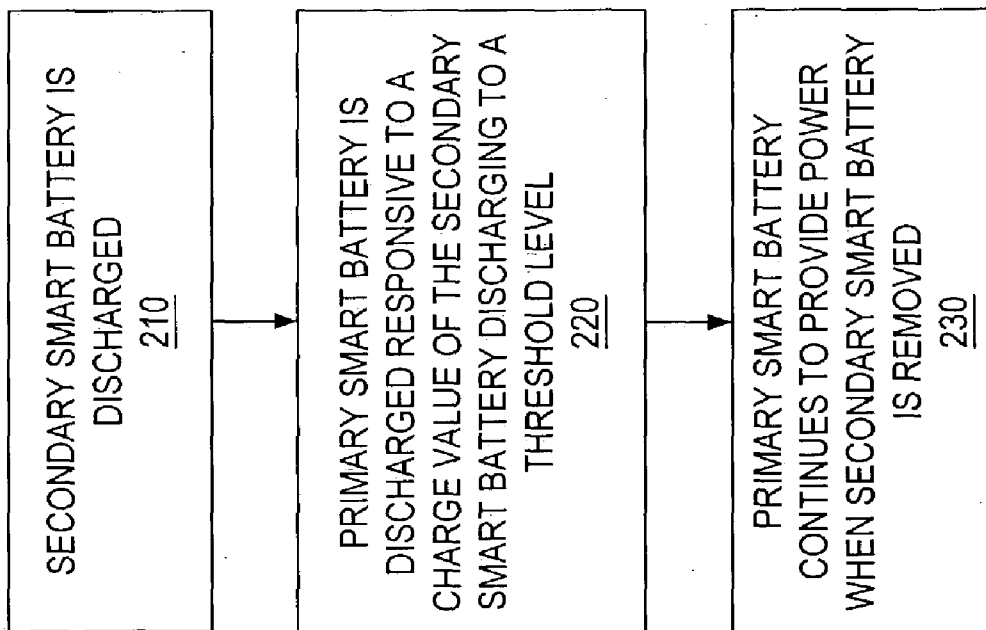 SECONDARY SMART BATTERY IS
DISCHARGED
210
PRIMARY SMART BATTERY IS
DISCHARGED RESPONSIVE TO A
CHARGE VALUE OF THE SECONDARY
SMART BATTERY DISCHARGING TO A
THRESHOLD LEVEL
220
PRIMARY SMART BATTERY
CONTINUES TO PROVIDE POWER
WHEN SECONDARY SMART BATTERY
IS REMOVED
230